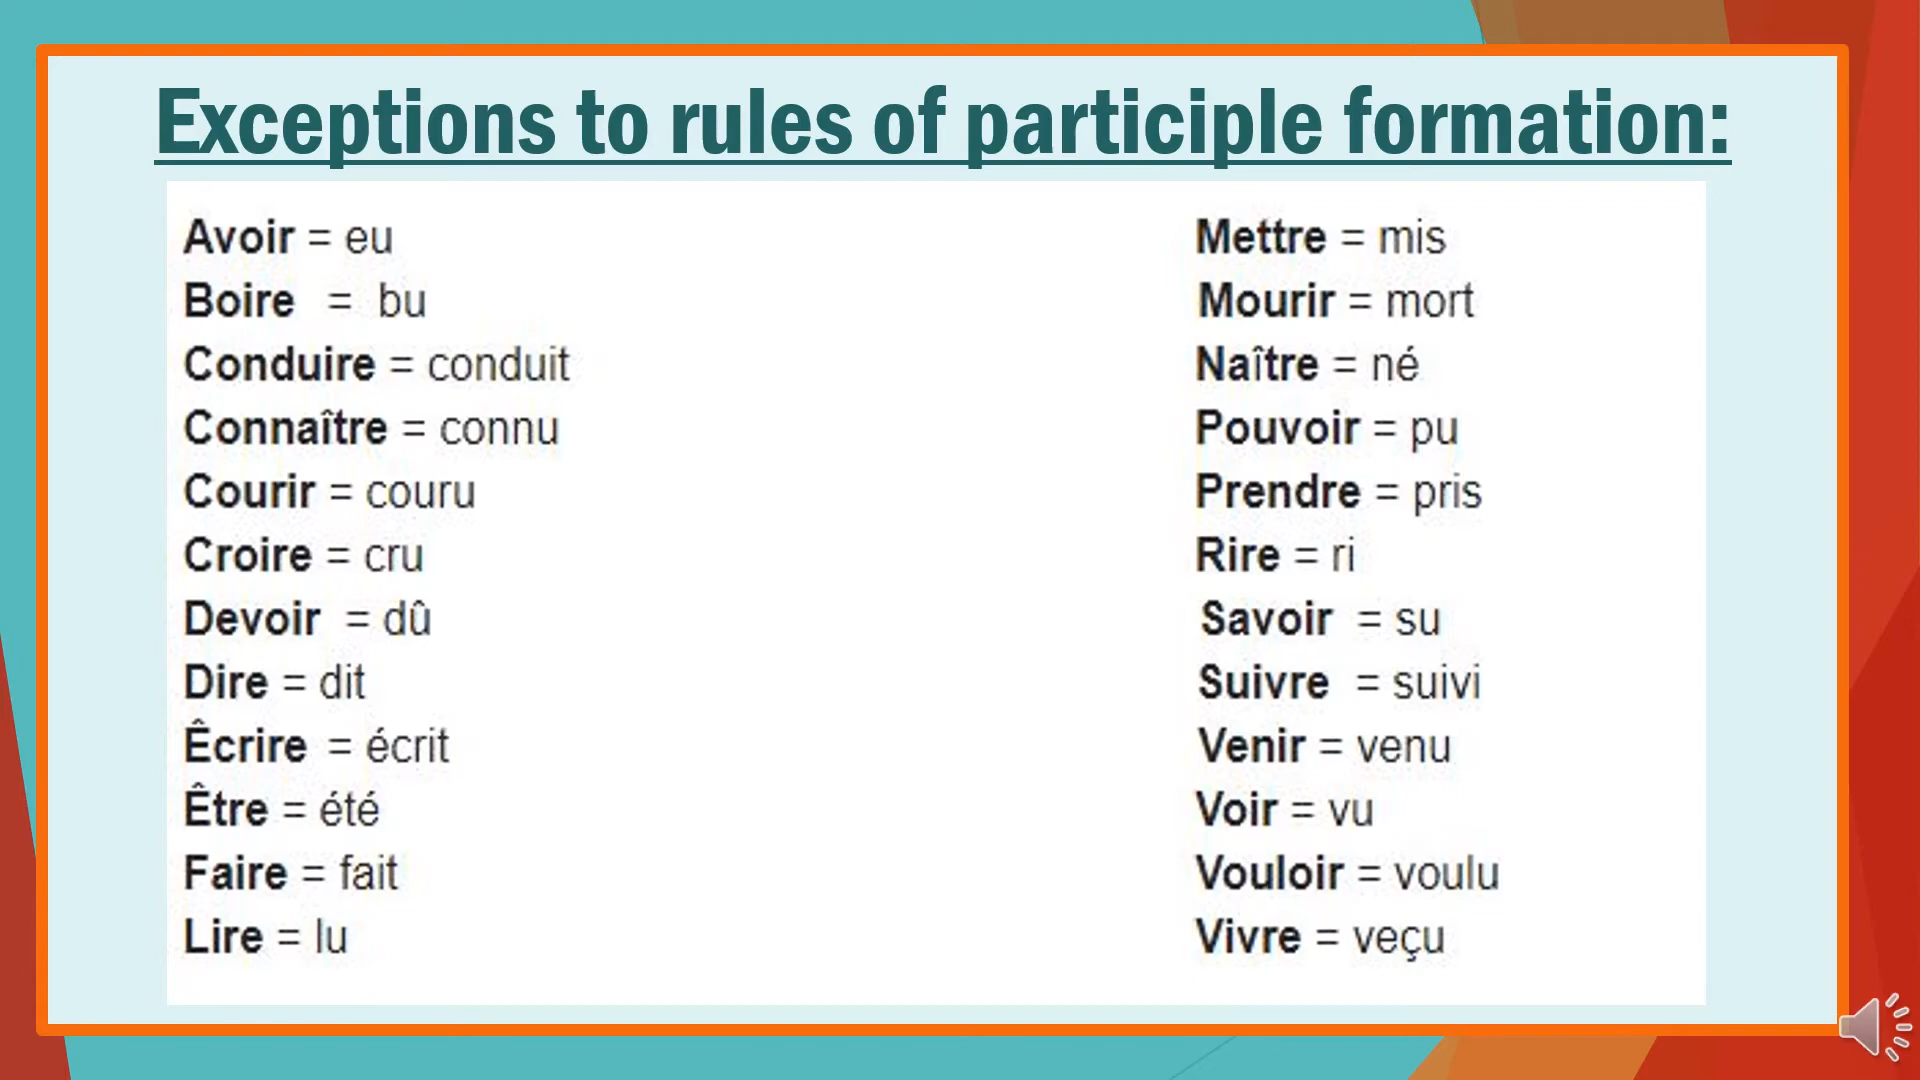 Exceptions to rules of participle formation:
Avoir = eu
Boire = bu
Conduire = conduit
Connaître = connu
Courir = couru
Croire = cru
Devoir = dû
Dire = dit
Êcrire = écrit
Être = été
Faire = fait
Lire = lu
Mettre = mis
Mourir = mort
Naître = né
Pouvoir = pu
Prendre = pris
Rire = ri
Savoir = su
Suivre = suivi
Venir = venu
Voir = vu
Vouloir = voulu
Vivre = veçu